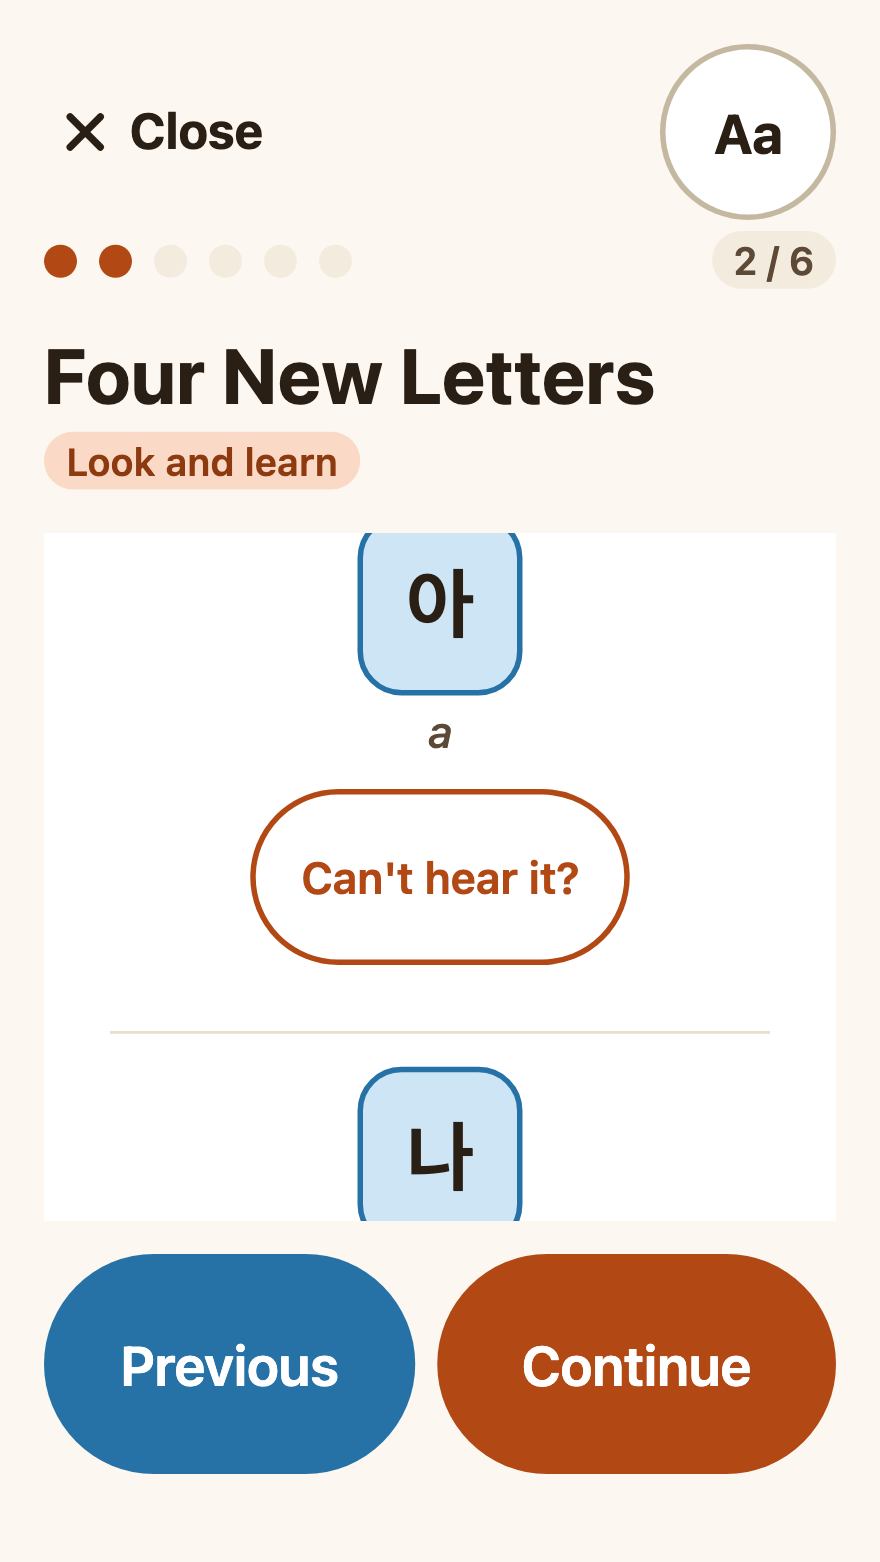 Close
Aa
2 / 6
Four New Letters
Look and learn
아
a
Can't hear it?
나
Previous
Continue